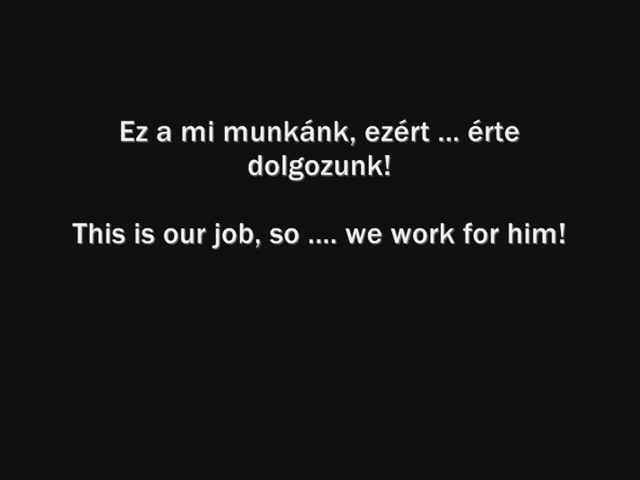 Ez a mi munkánk, ezért ... érte
dolgozunk!
This is our job, so .... we work for him!